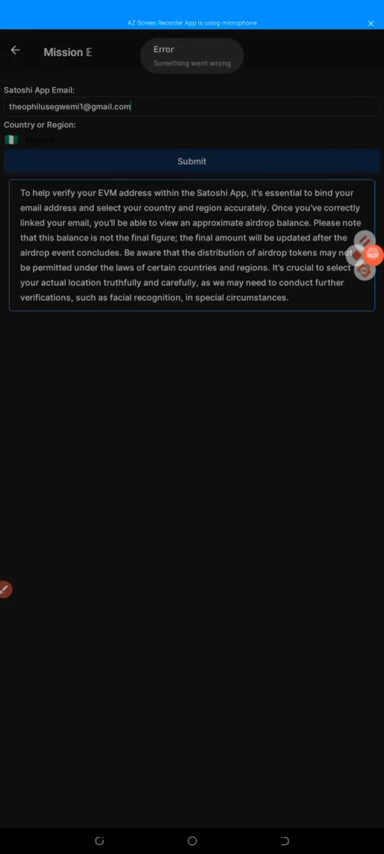 AZ Screen Recorder App is using microphone
Mission E
Error
Something went wrong
Satoshi App Email:
theophilusegwemi1@gmail.com
Country or Region:
Submit
To help verify your EVM address within the Satoshi App, it's essential to bind your
email address and select your country and region accurately. Once you've correctly
linked your email, you'll be able to view an approximate airdrop balance. Please note
that this balance is not the final figure; the final amount will be updated after the
airdrop event concludes. Be aware that the distribution of airdrop tokens may not
be permitted under the laws of certain countries and regions. It's crucial to select
your actual location truthfully and carefully, as we may need to conduct further
verifications, such as facial recognition, in special circumstances.